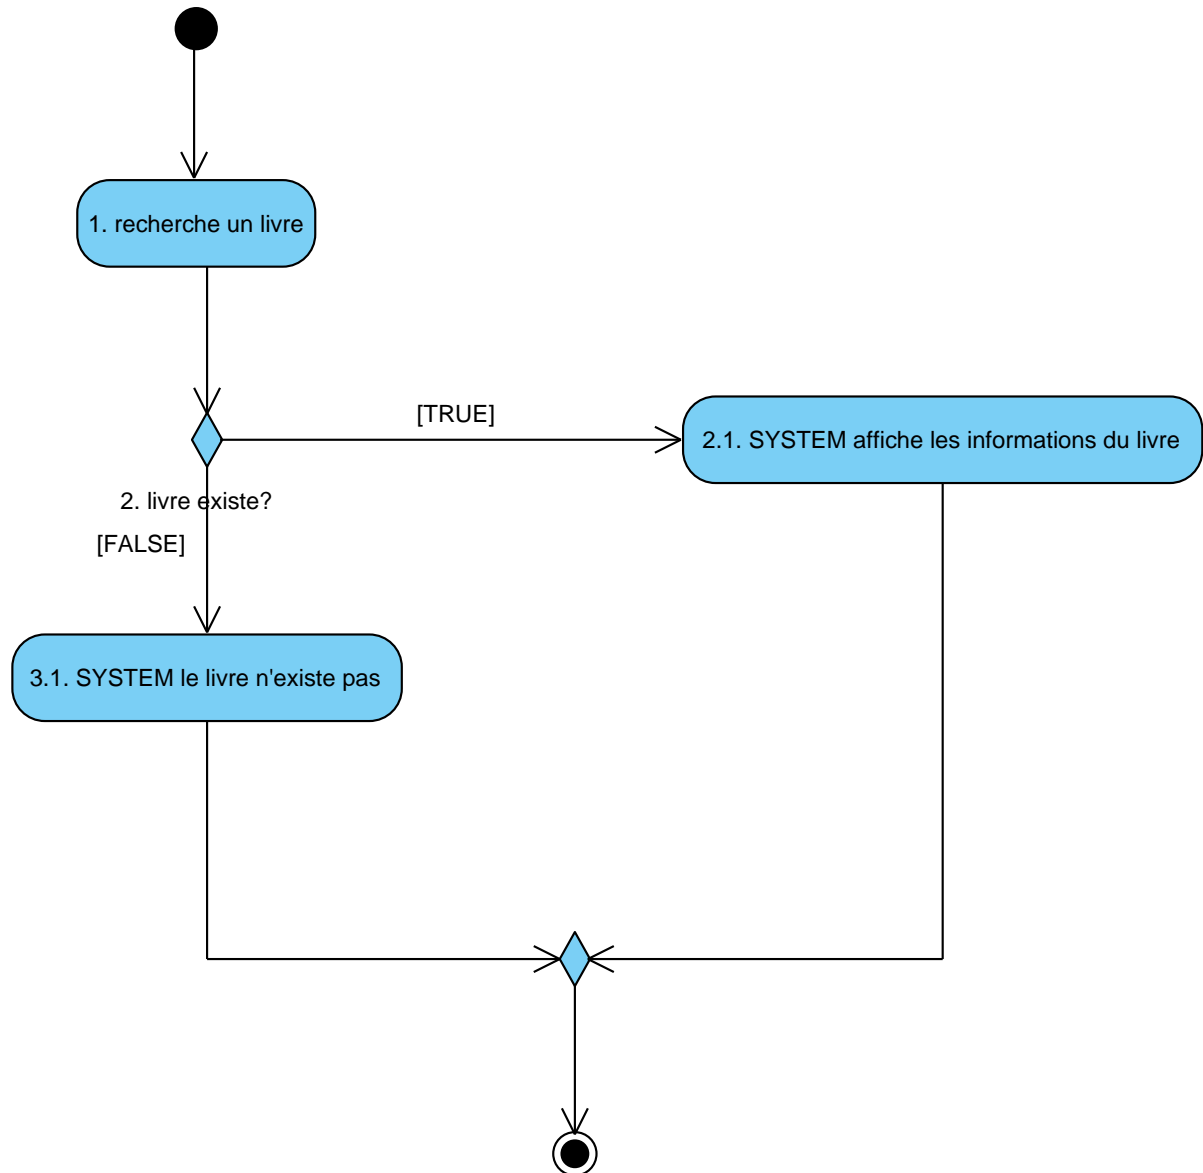 1. recherche un livre
[TRUE]
2.1. SYSTEM affiche les informations du livre
2. livre existe?
[FALSE]
3.1. SYSTEM le livre n'existe pas